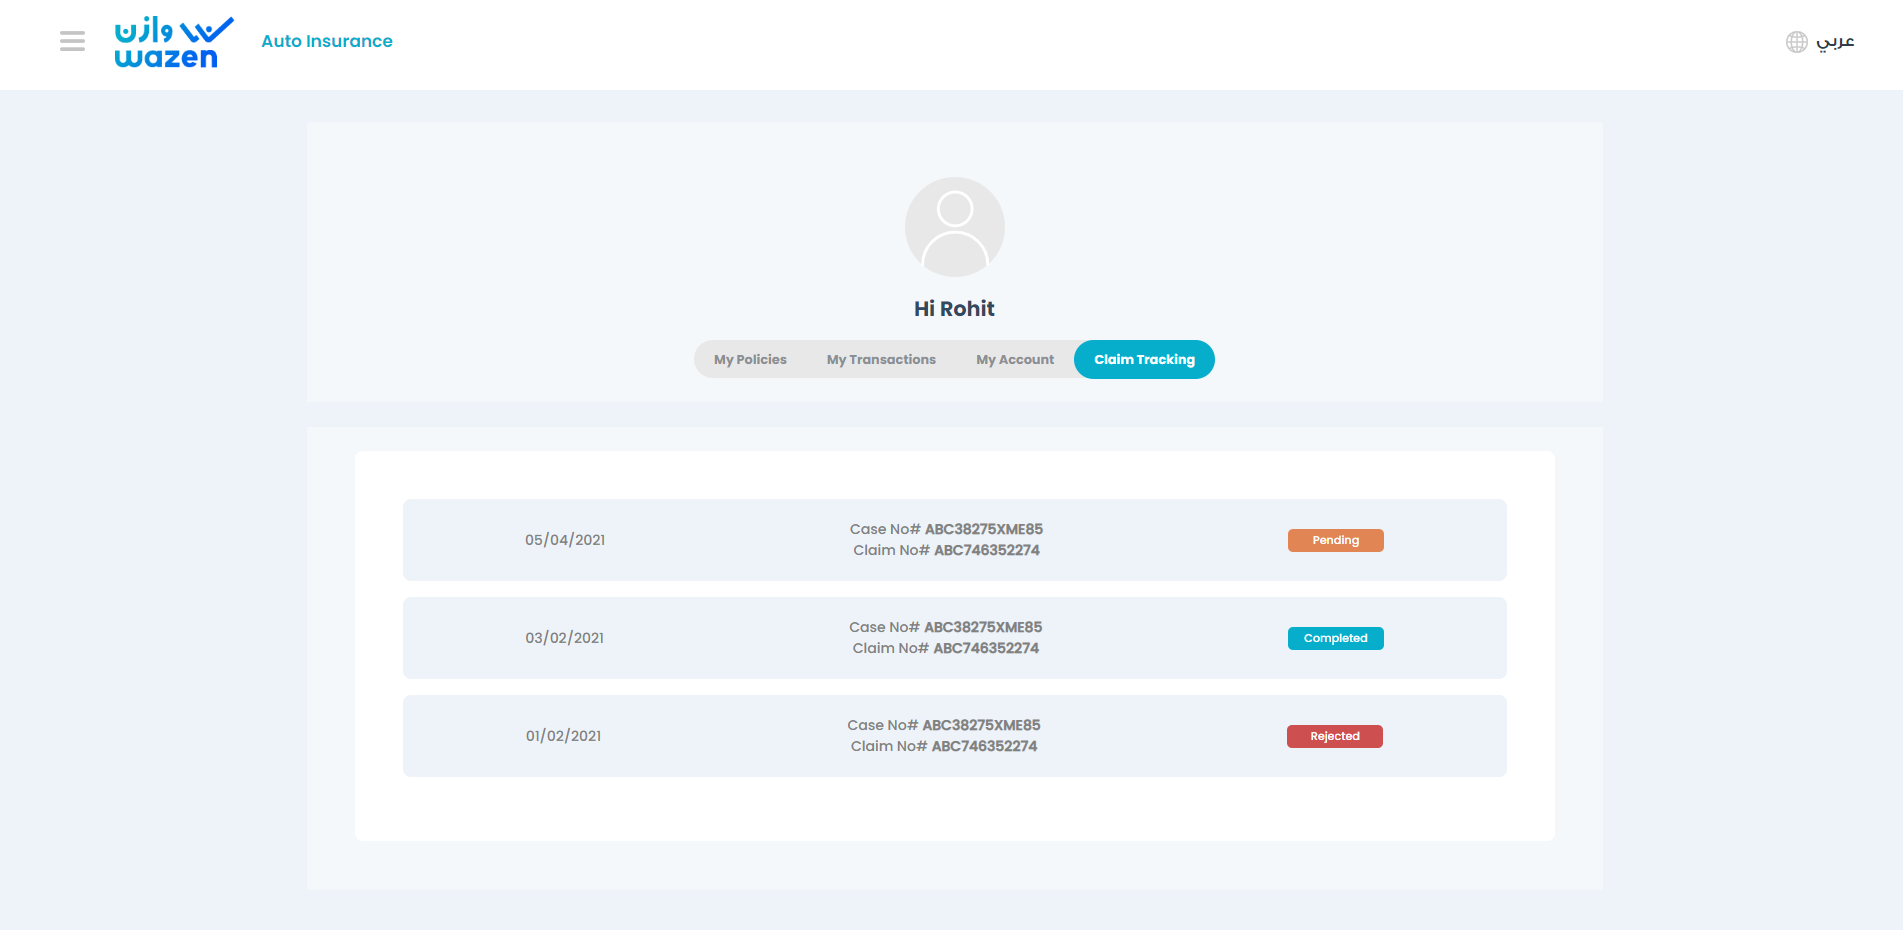 وازن
wazen
Auto Insurance
عربي
Hi Rohit
My Policies
My Transactions
My Account
Claim Tracking
05/04/2021
Case No# ABC38275XME85
Claim No# ABC746352274
Pending
03/02/2021
Case No# ABC38275XME85
Claim No# ABC746352274
Completed
01/02/2021
Case No# ABC38275XME85
Claim No# ABC746352274
Rejected